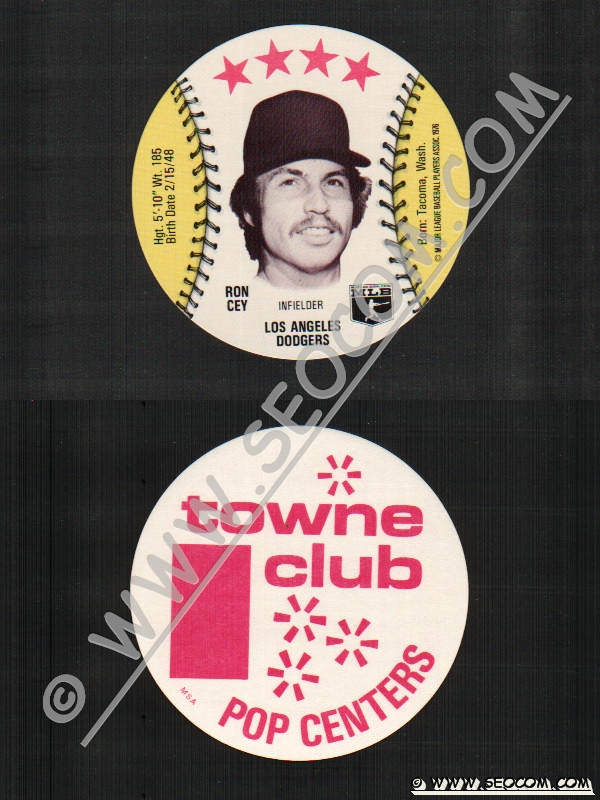 Hgt. 5'-10" Wt. 185
Birth Date 2/15/48
Born: Tacoma, Wash.
© MAJOR LEAGUE BASEBALL PLAYERS ASSOC. 1976
RON
CEY
INFIELDER
MLB
LOS ANGELES
DODGERS
towne
club
POP CENTERS
MSA
© WWW.SEOCOM.COM
© WWW.SEOCOM.COM